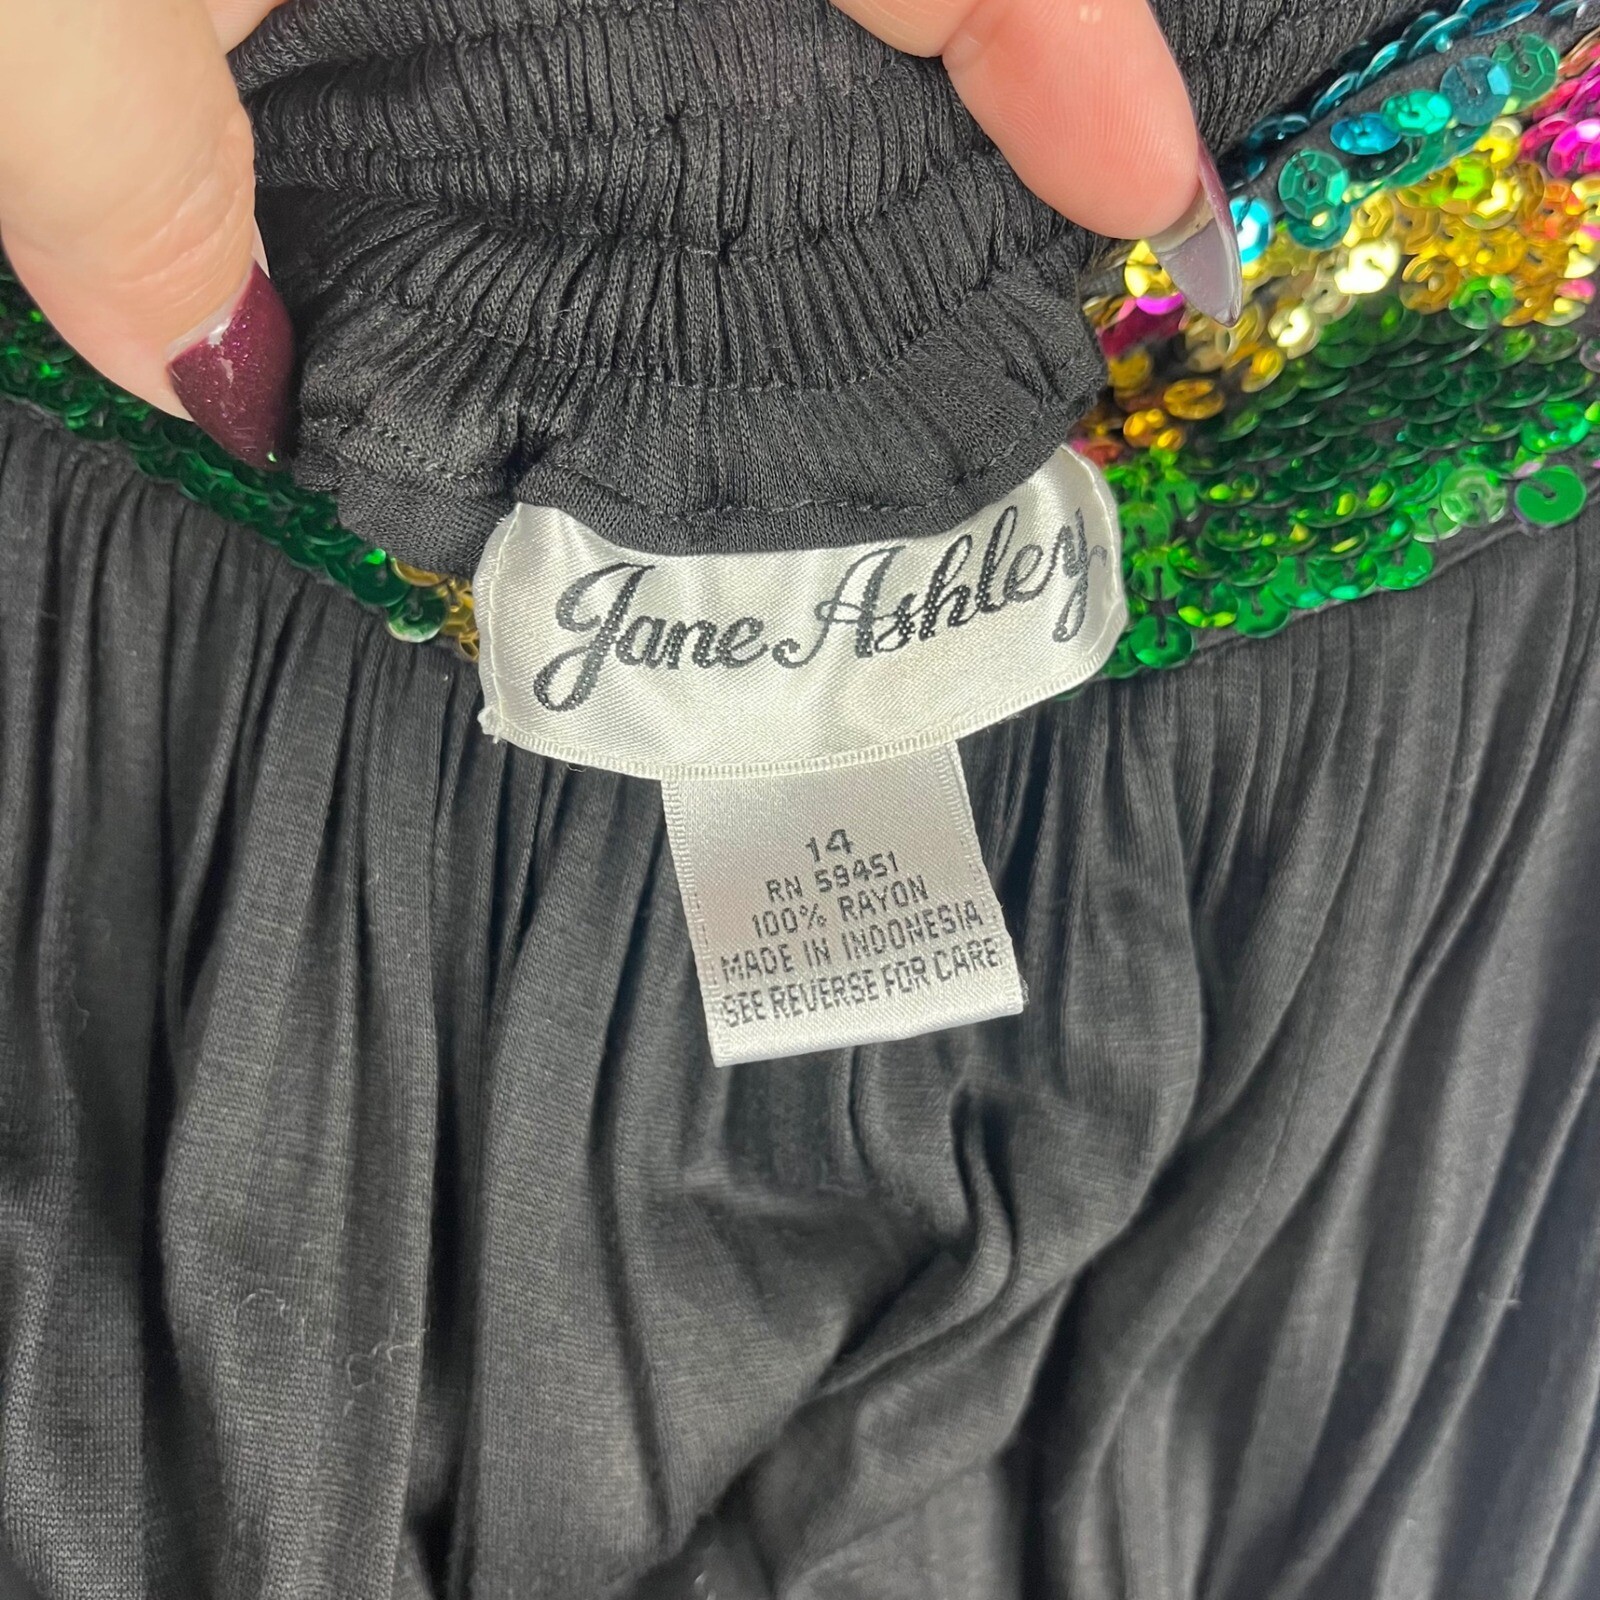 Jane Ashley
14
RN 59451
100% RAYON
MADE IN INDONESIA
SEE REVERSE FOR CARE